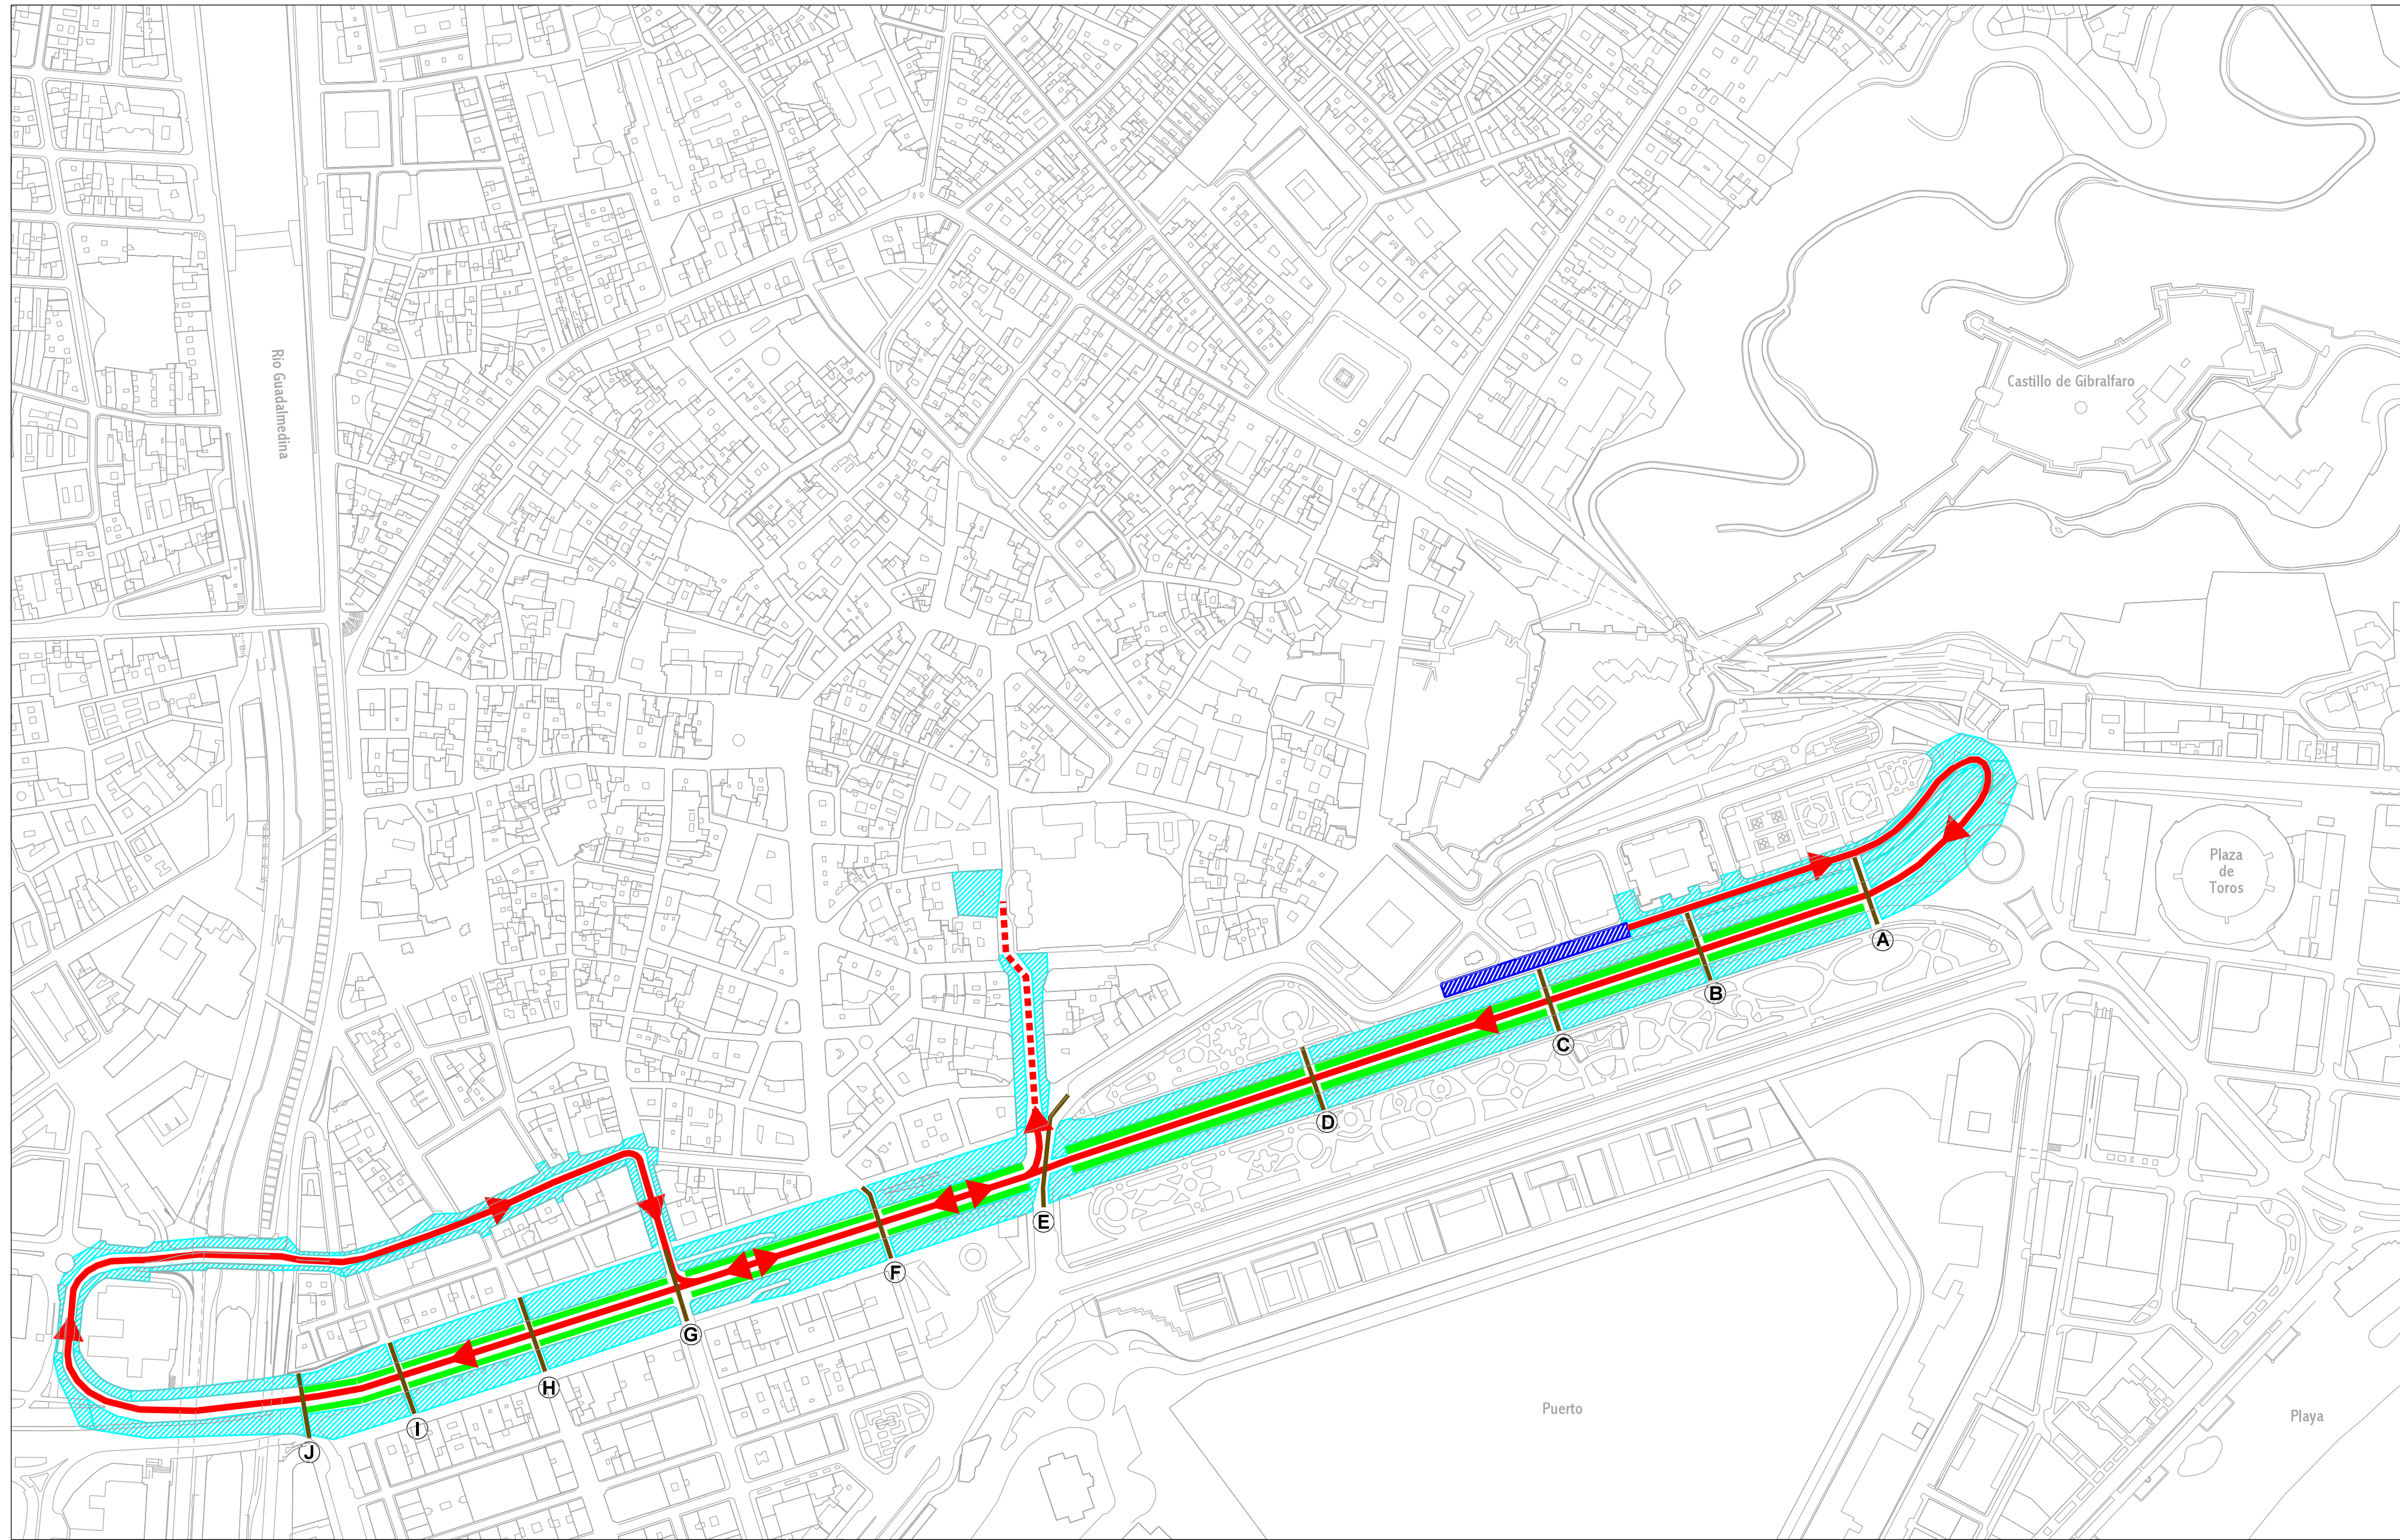 Río Guadalmedina
Castillo de Gibralfaro
Plaza
de
Toros
A
B
C
D
E
F
G
H
I
J
Puerto
Playa